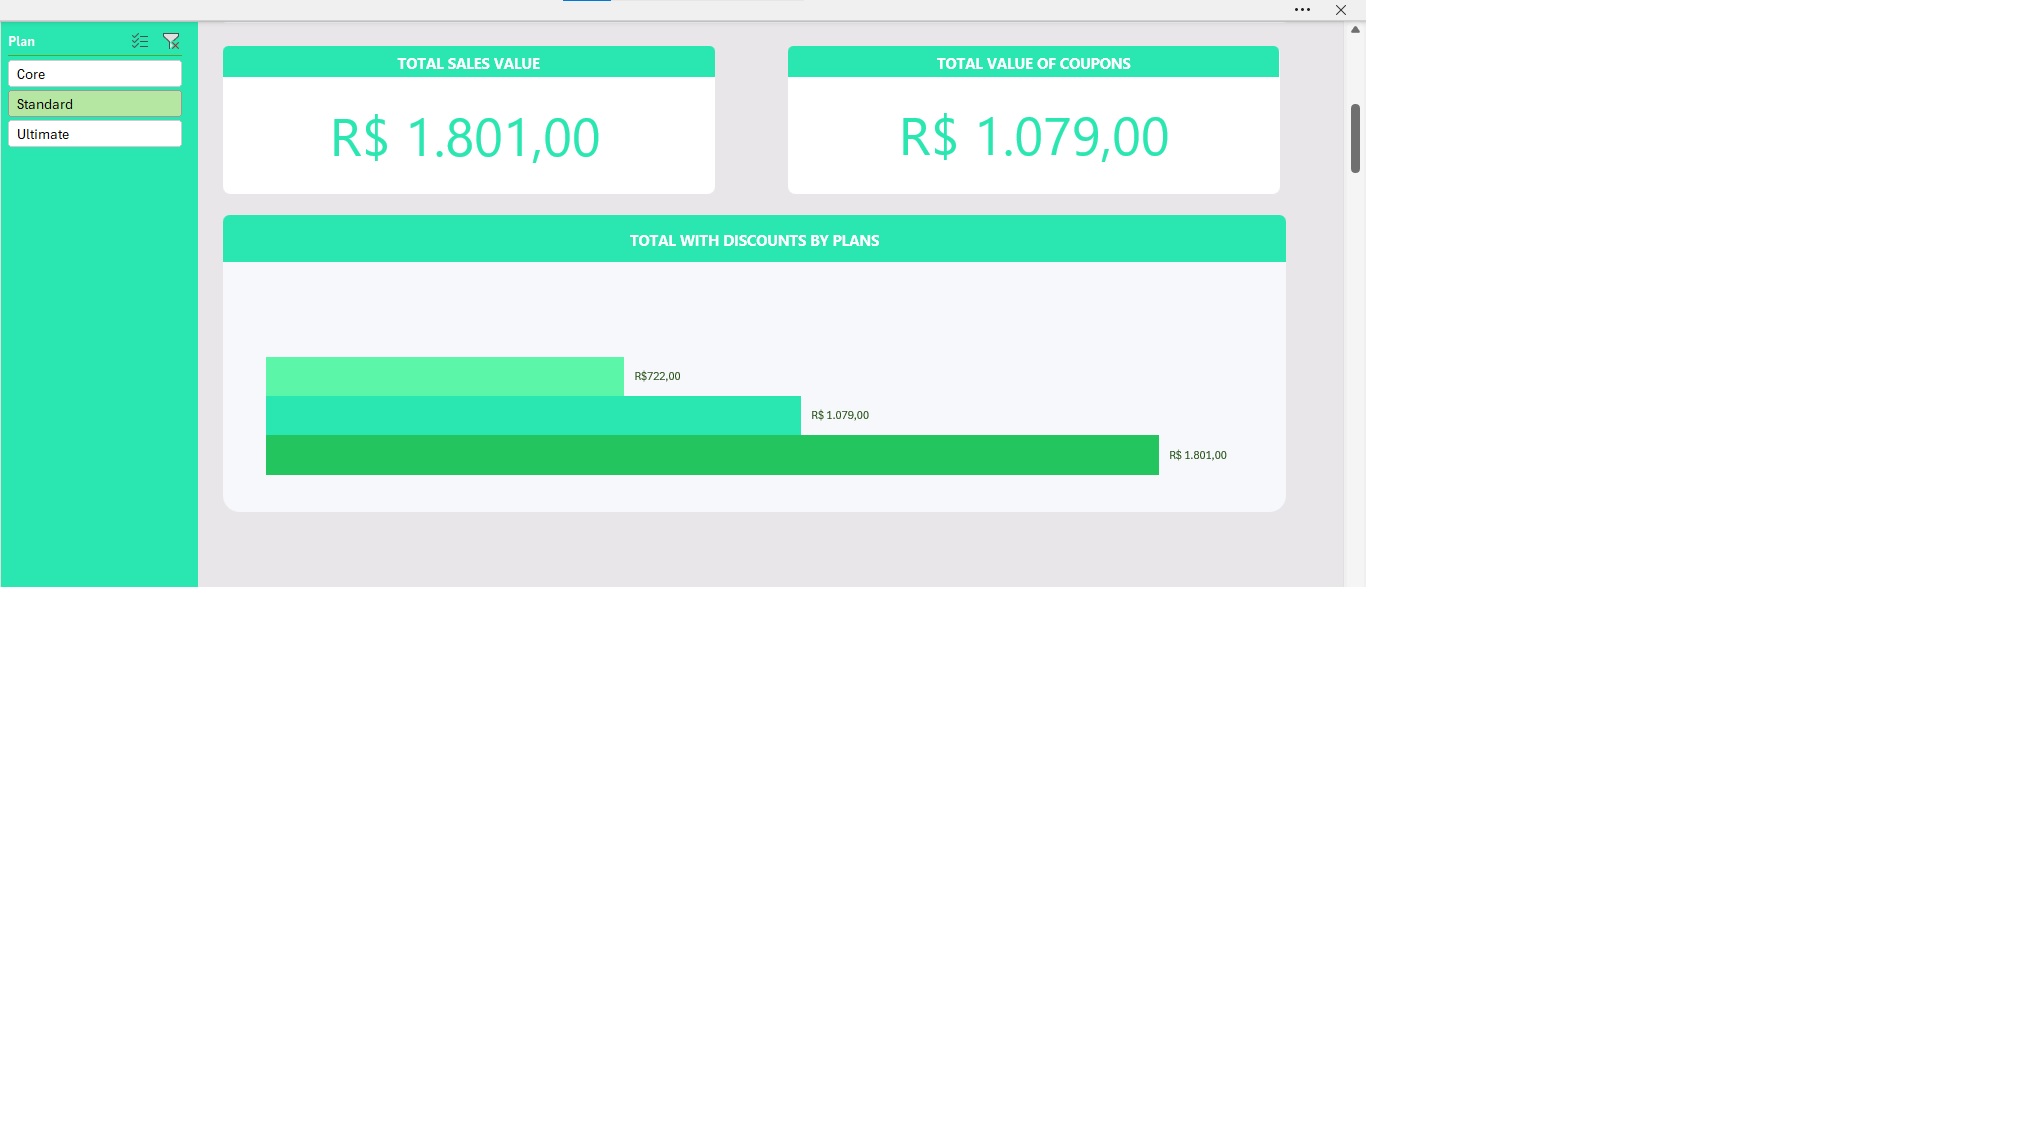 Plan
Core
Standard
Ultimate
TOTAL SALES VALUE
R$ 1.801,00
TOTAL VALUE OF COUPONS
R$ 1.079,00
TOTAL WITH DISCOUNTS BY PLANS
R$722,00
R$ 1.079,00
R$ 1.801,00